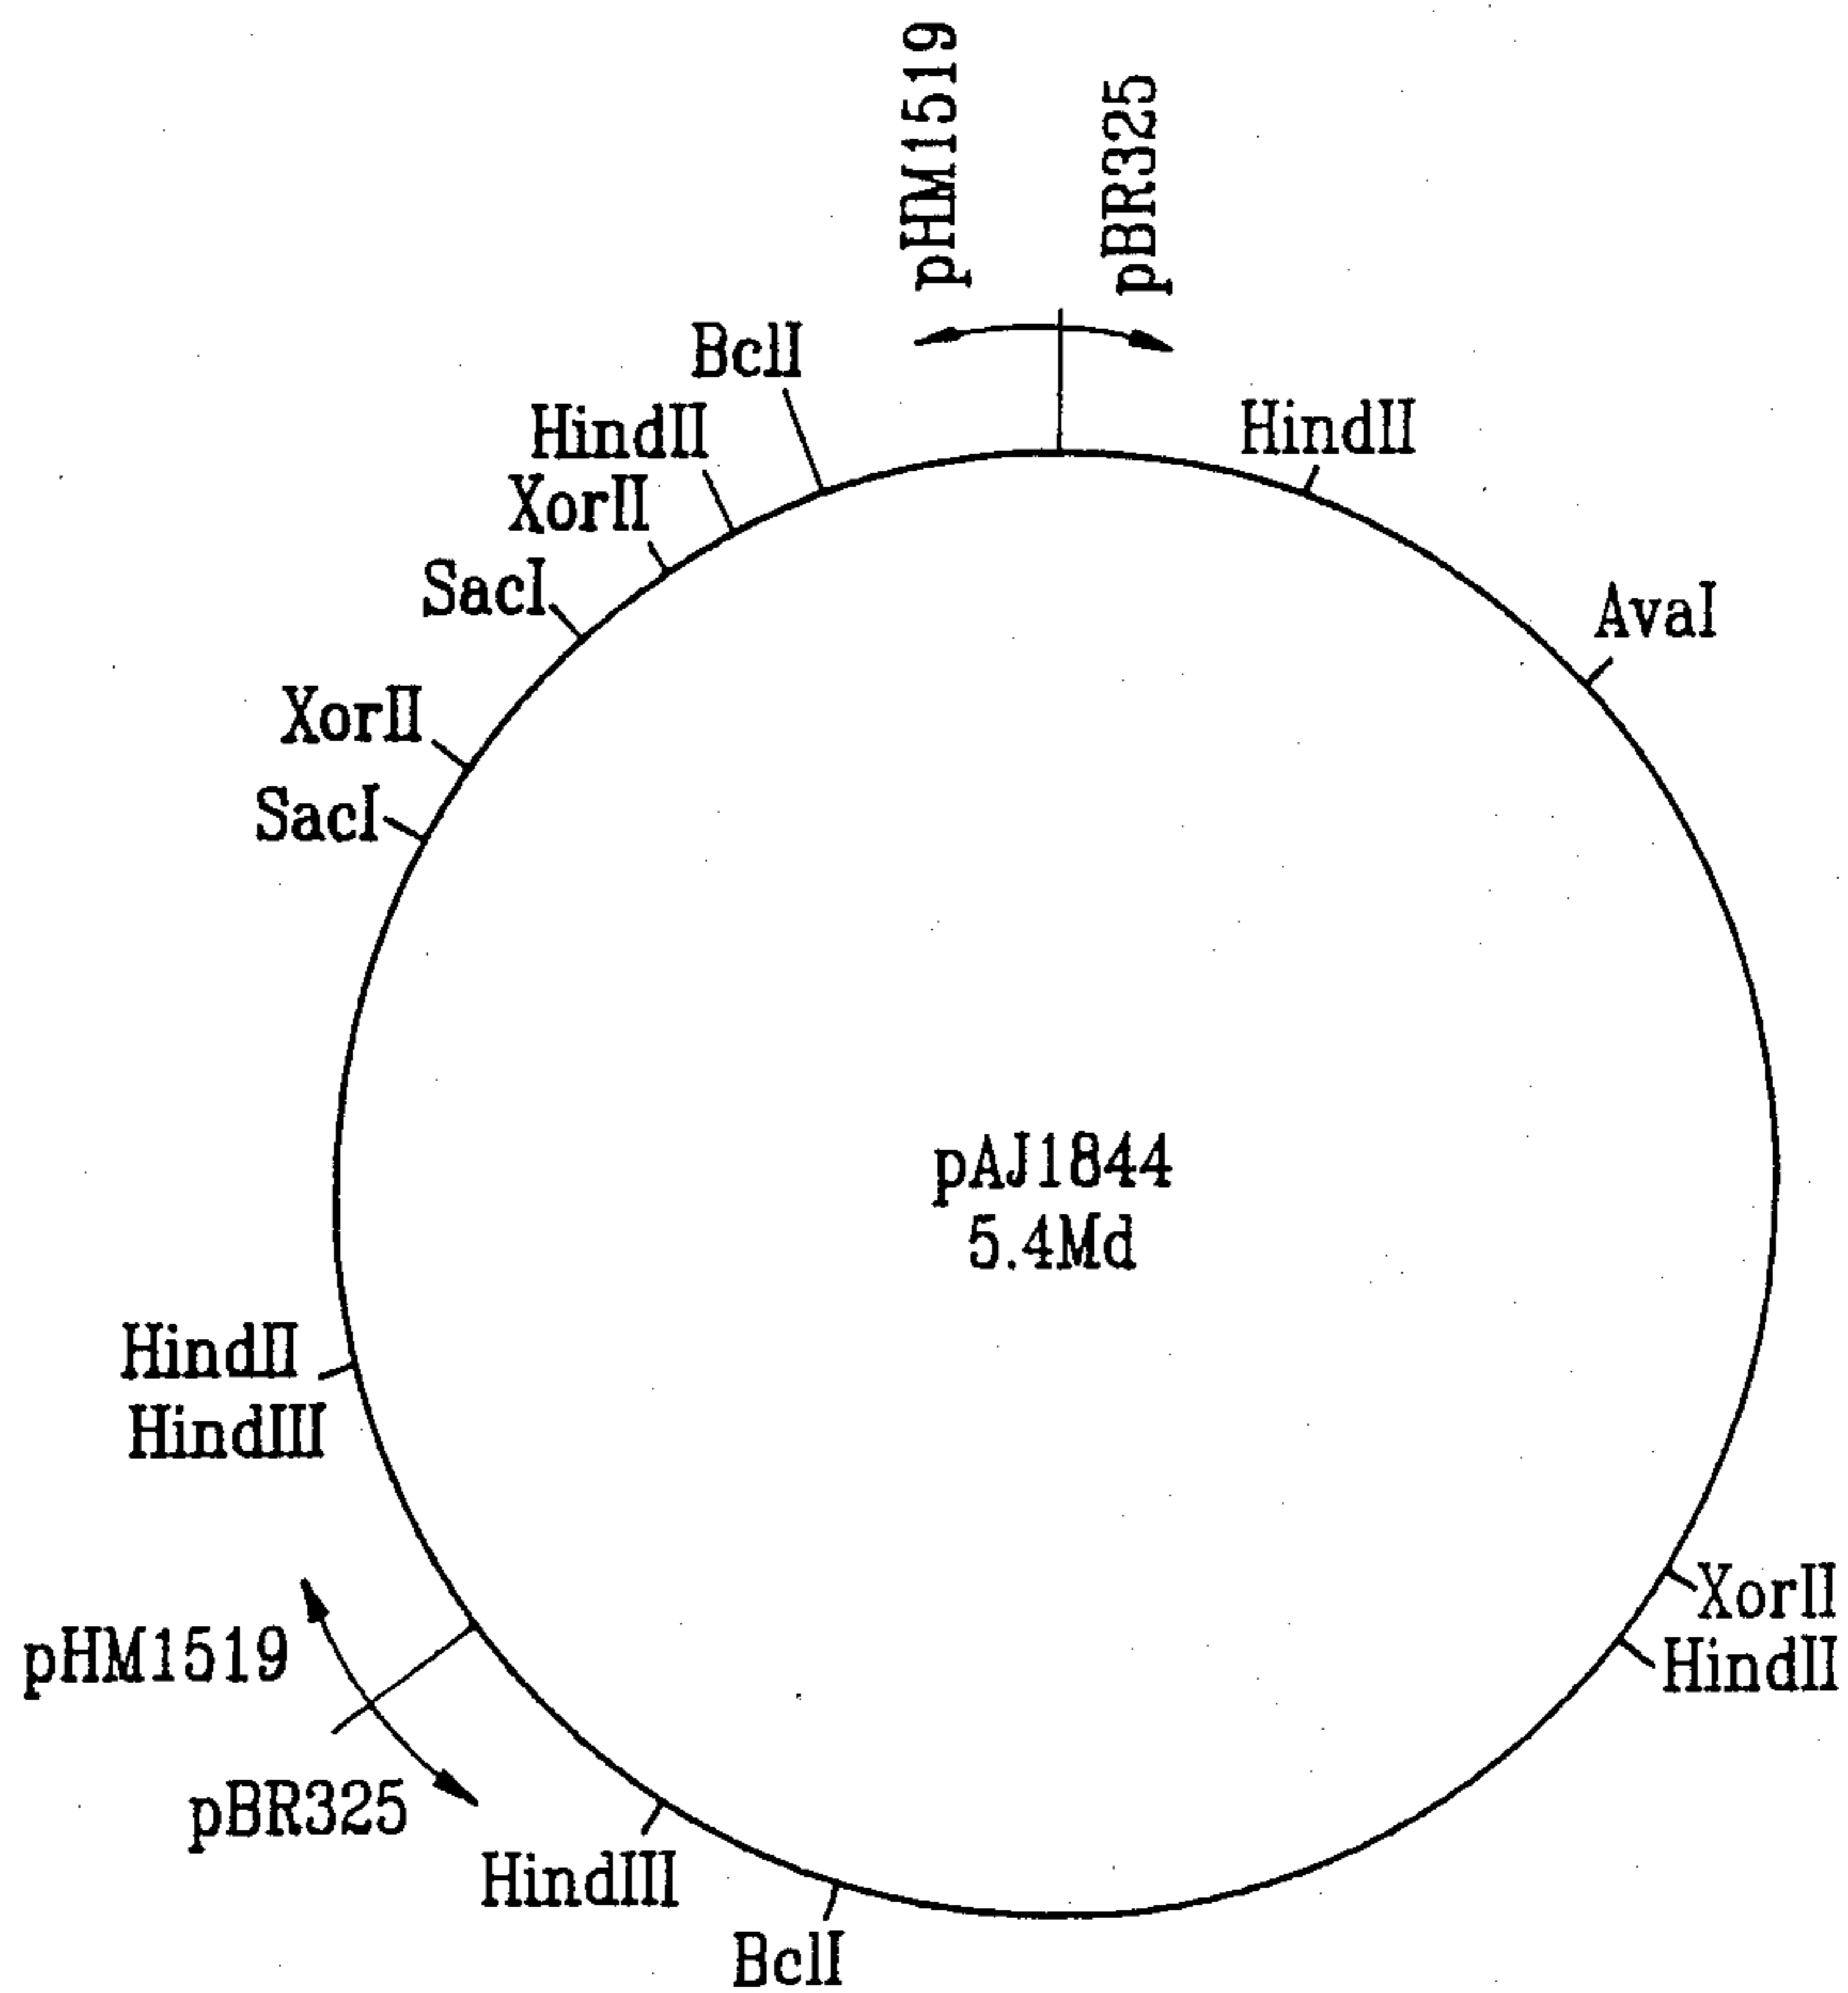 pHM1519
pBR325
BclI
HindII
HindII
XorII
SacI
AvaI
XorII
SacI
pAJ1844
5.4Md
HindII
HindIII
XorII
HindII
pHM1519
pBR325
HindIII
BclI